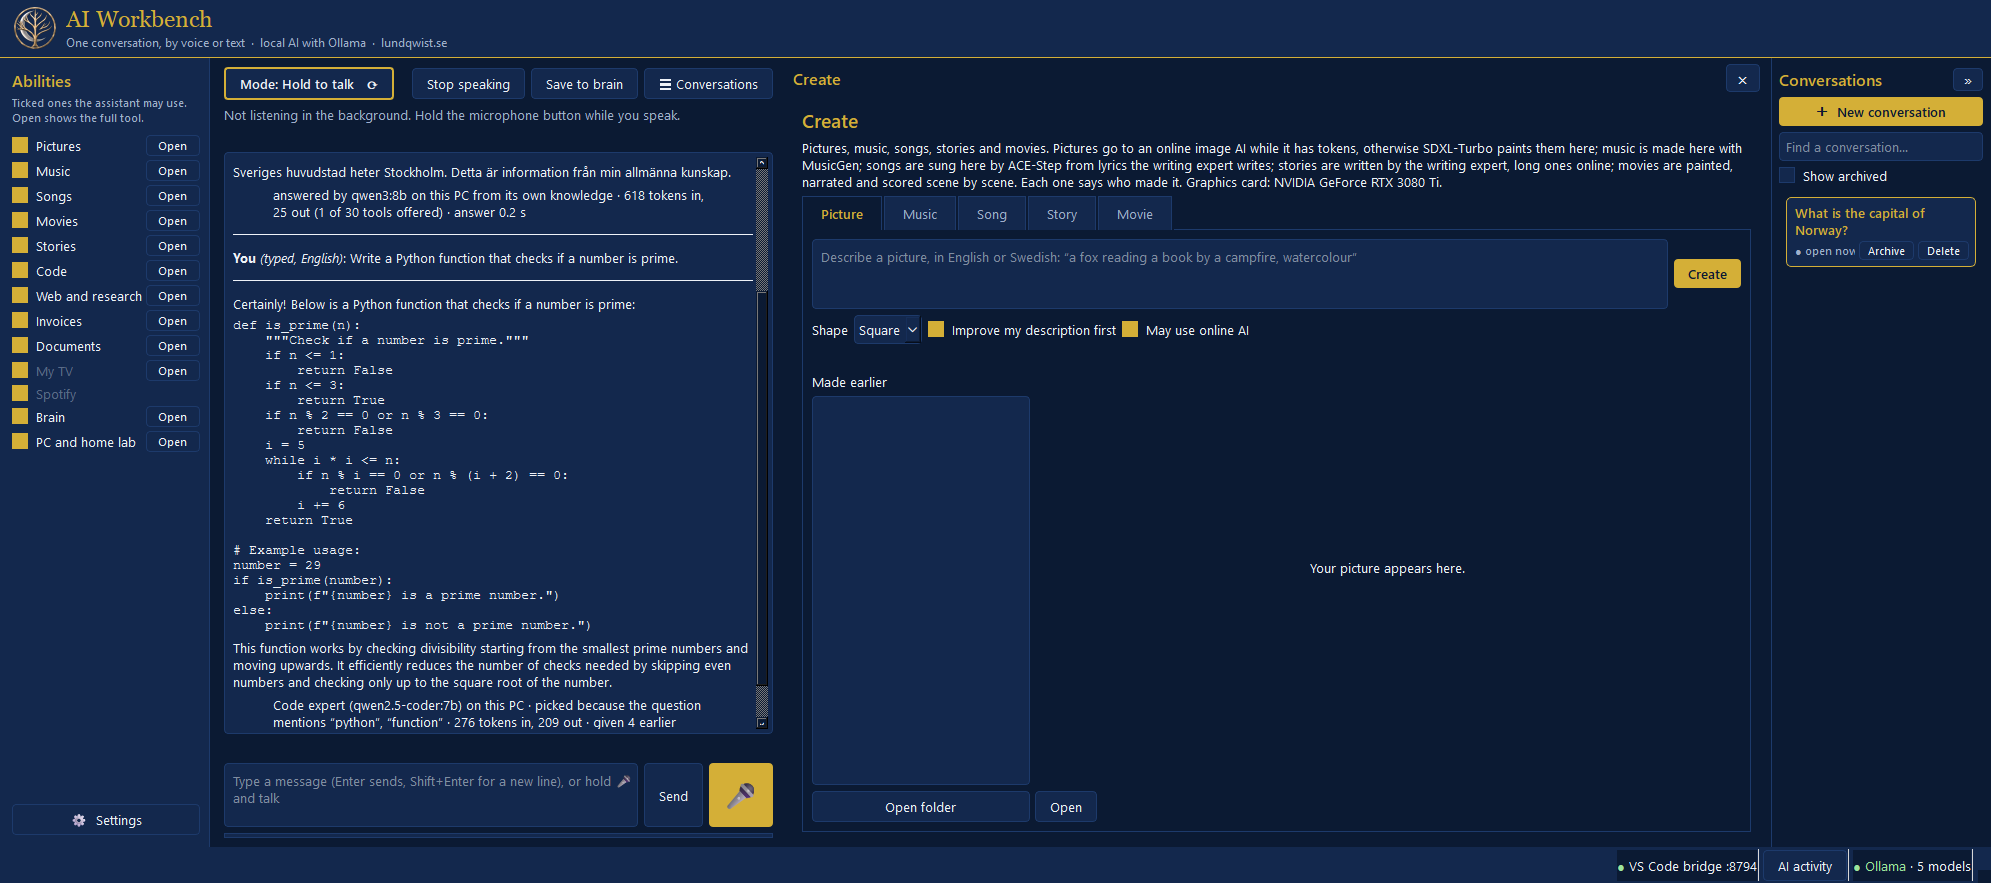 AI Workbench
One conversation, by voice or text · local AI with Ollama · lundqwist.se
Abilities
Ticked ones the assistant may use.
Open shows the full tool.
Pictures Open
Music Open
Songs Open
Movies Open
Stories Open
Code Open
Web and research Open
Invoices Open
Documents Open
My TV Open
Spotify
Brain Open
PC and home lab Open
Settings
Mode: Hold to talk
Stop speaking
Save to brain
Conversations
Not listening in the background. Hold the microphone button while you speak.
Sveriges huvudstad heter Stockholm. Detta är information från min allmänna kunskap.
answered by qwen3:8b on this PC from its own knowledge · 618 tokens in,
25 out (1 of 30 tools offered) · answer 0.2 s
You (typed, English): Write a Python function that checks if a number is prime.
Certainly! Below is a Python function that checks if a number is prime:
def is_prime(n):
    """Check if a number is prime."""
    if n <= 1:
        return False
    if n <= 3:
        return True
    if n % 2 == 0 or n % 3 == 0:
        return False
    i = 5
    while i * i <= n:
        if n % i == 0 or n % (i + 2) == 0:
            return False
        i += 6
    return True
# Example usage:
number = 29
if is_prime(number):
    print(f"{number} is a prime number.")
else:
    print(f"{number} is not a prime number.")
This function works by checking divisibility starting from the smallest prime numbers and
moving upwards. It efficiently reduces the number of checks needed by skipping even
numbers and checking only up to the square root of the number.
Code expert (qwen2.5-coder:7b) on this PC · picked because the question
mentions “python”, “function” · 276 tokens in, 209 out · given 4 earlier
Type a message (Enter sends, Shift+Enter for a new line), or hold 🎤
and talk
Send
Create
×
Create
Pictures, music, songs, stories and movies. Pictures go to an online image AI while it has tokens, otherwise SDXL-Turbo paints them here; music is made here with
MusicGen; songs are sung here by ACE-Step from lyrics the writing expert writes; stories are written by the writing expert, long ones online; movies are painted,
narrated and scored scene by scene. Each one says who made it. Graphics card: NVIDIA GeForce RTX 3080 Ti.
Picture Music Song Story Movie
Describe a picture, in English or Swedish: “a fox reading a book by a campfire, watercolour”
Create
Shape Square Improve my description first May use online AI
Made earlier
Your picture appears here.
Open folder Open
Conversations »
+ New conversation
Find a conversation...
Show archived
What is the capital of
Norway?
● open now Archive Delete
● VS Code bridge :8794 AI activity ● Ollama · 5 models